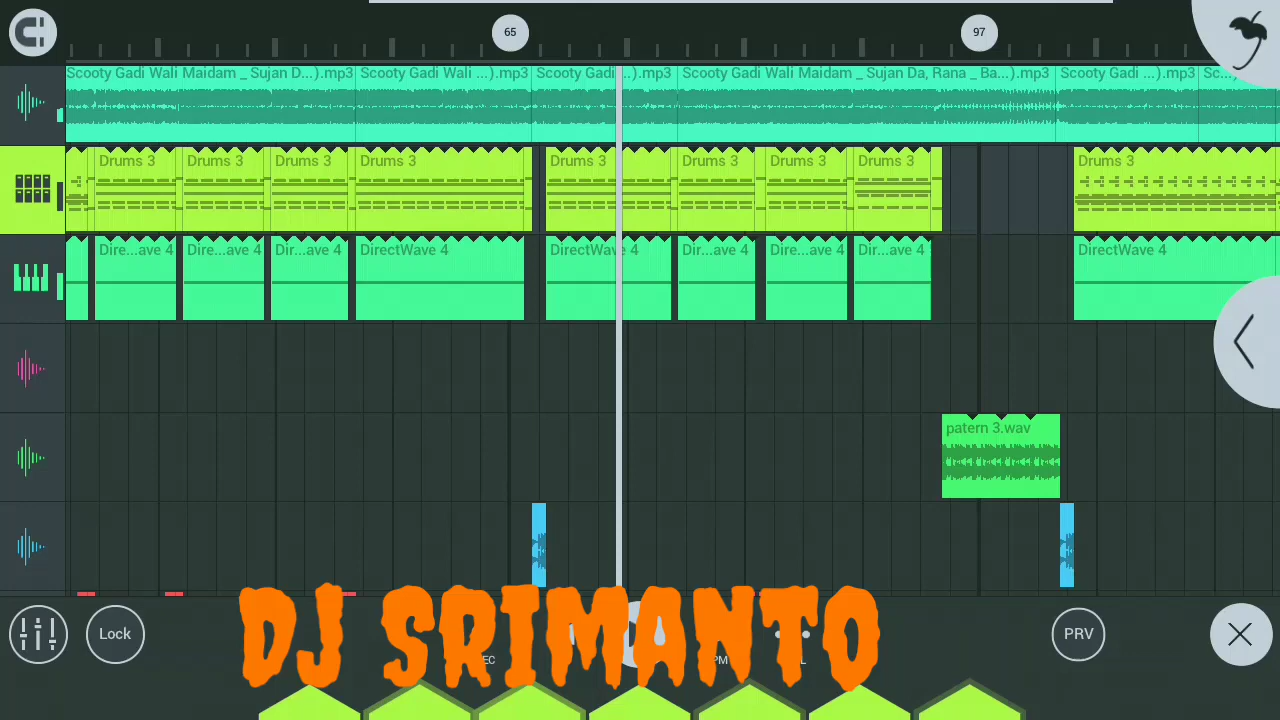 65 97
Scooty Gadi Wali Maidam _ Sujan D...).mp3 Scooty Gadi Wali ...).mp3 Scooty Gadi ...).mp3 Scooty Gadi Wali Maidam _ Sujan Da, Rana _ Ba...).mp3 Scooty Gadi ...).mp3 Sc...
Drums 3 Drums 3 Drums 3 Drums 3 Drums 3 Drums 3 Drums 3 Drums 3 Drums 3
Dire...ave 4 Dire...ave 4 Dir...ave 4 DirectWave 4 DirectWave 4 Dir...ave 4 Dire...ave 4 Dir...ave 4 DirectWave 4
patern 3.wav
Lock PRV
DJ SRIMANTO